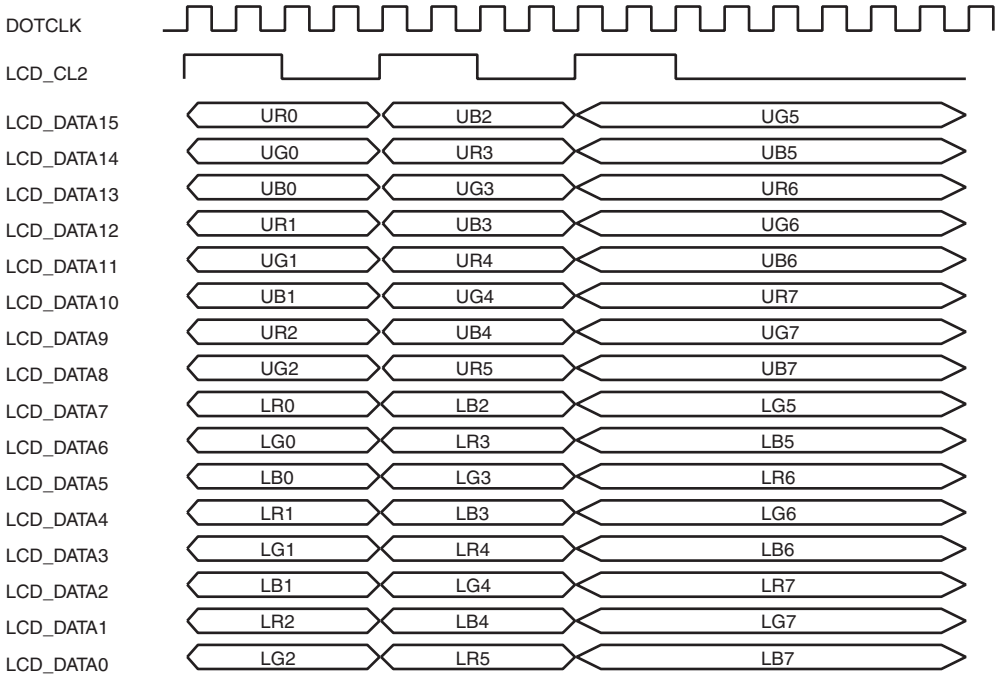 DOTCLK
LCD_CL2
LCD_DATA15 UR0 UB2 UG5
LCD_DATA14 UG0 UR3 UB5
LCD_DATA13 UB0 UG3 UR6
LCD_DATA12 UR1 UB3 UG6
LCD_DATA11 UG1 UR4 UB6
LCD_DATA10 UB1 UG4 UR7
LCD_DATA9 UR2 UB4 UG7
LCD_DATA8 UG2 UR5 UB7
LCD_DATA7 LR0 LB2 LG5
LCD_DATA6 LG0 LR3 LB5
LCD_DATA5 LB0 LG3 LR6
LCD_DATA4 LR1 LB3 LG6
LCD_DATA3 LG1 LR4 LB6
LCD_DATA2 LB1 LG4 LR7
LCD_DATA1 LR2 LB4 LG7
LCD_DATA0 LG2 LR5 LB7